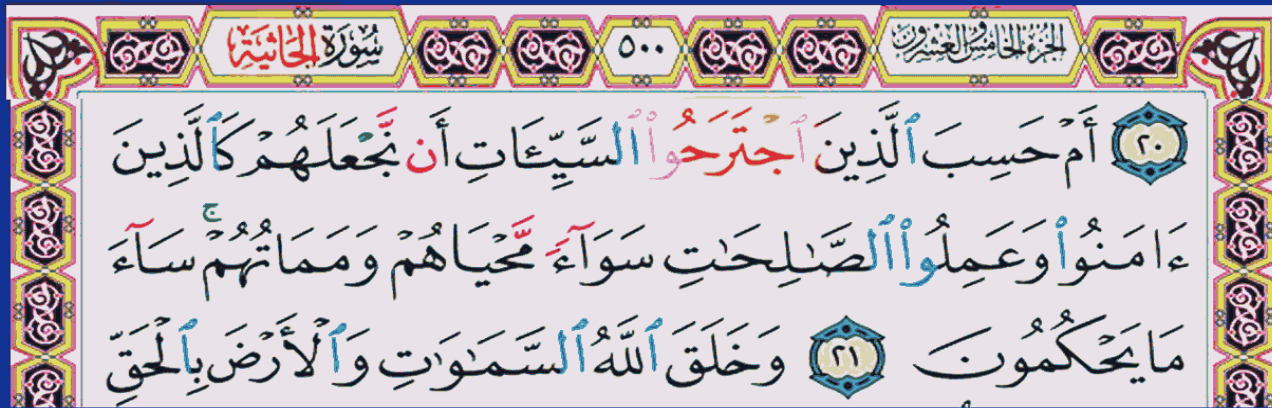 الجزء الخامس والعشرون ٥٠٠ سُورَةُ الجَاثِيَة
٢٠ أَمْ حَسِبَ ٱلَّذِينَ ٱجْتَرَحُوا۟ ٱلسَّيِّـَٔاتِ أَن نَّجْعَلَهُمْ كَٱلَّذِينَ
ءَامَنُوا۟ وَعَمِلُوا۟ ٱلصَّـٰلِحَـٰتِ سَوَآءً مَّحْيَاهُمْ وَمَمَاتُهُمْ ۚ سَآءَ
مَا يَحْكُمُونَ ٢١ وَخَلَقَ ٱللَّهُ ٱلسَّمَـٰوَٰتِ وَٱلْأَرْضَ بِٱلْحَقِّ